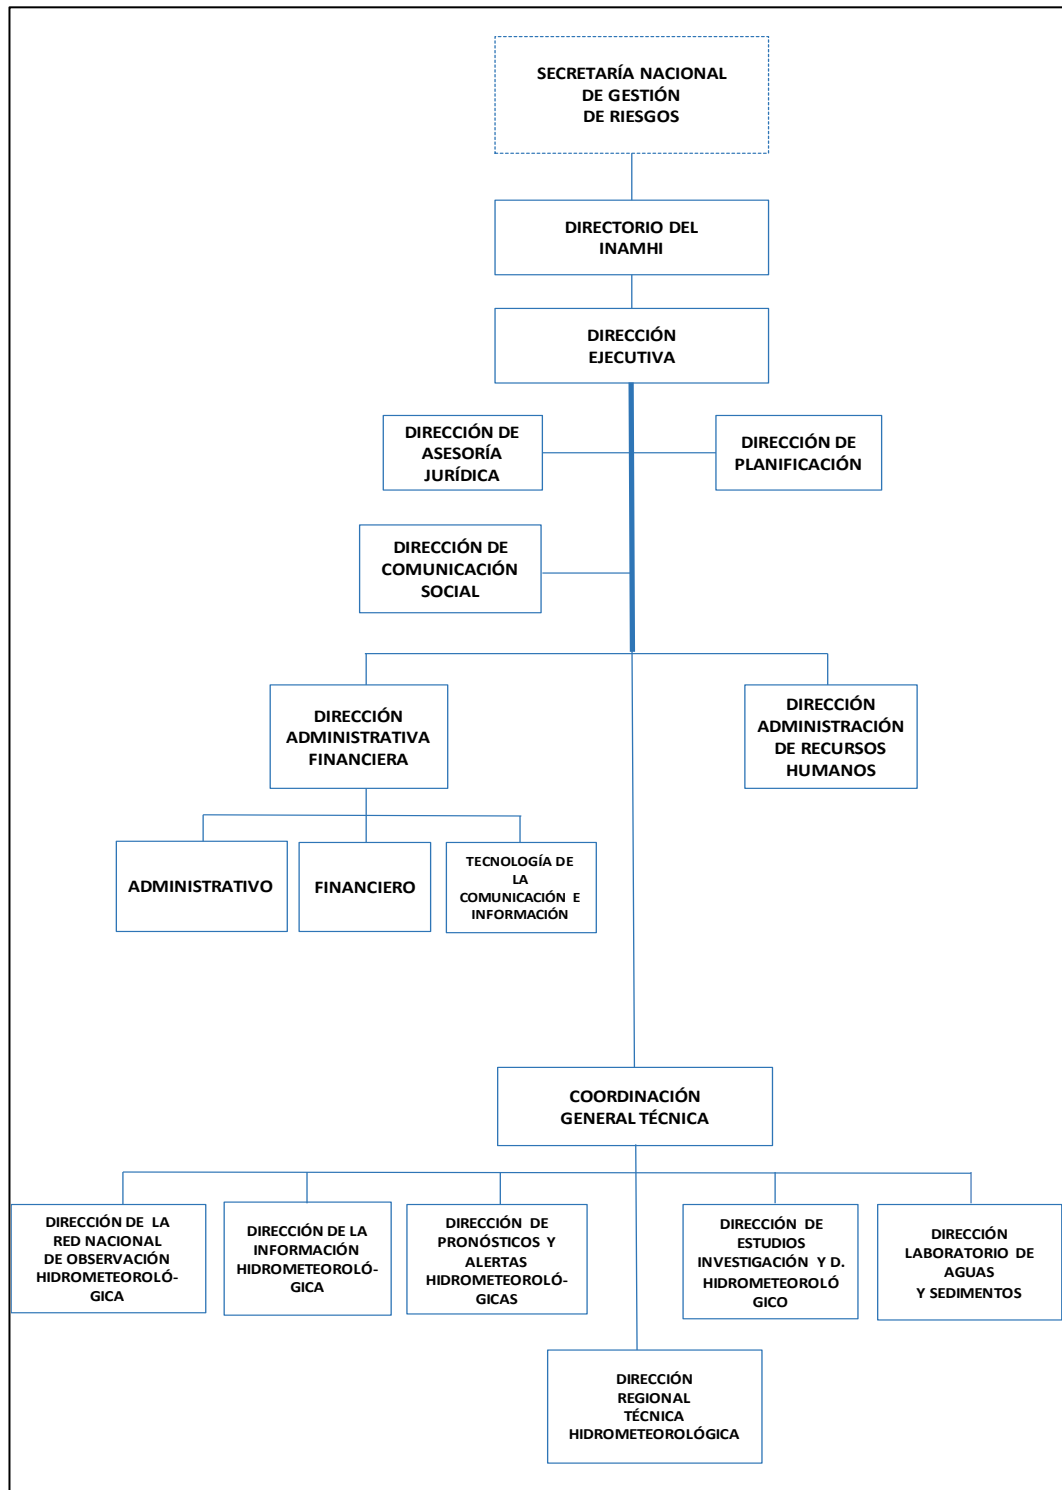 SECRETARÍA NACIONAL
DE GESTIÓN
DE RIESGOS
DIRECTORIO DEL
INAMHI
DIRECCIÓN
EJECUTIVA
DIRECCIÓN DE
ASESORÍA
JURÍDICA
DIRECCIÓN DE
PLANIFICACIÓN
DIRECCIÓN DE
COMUNICACIÓN
SOCIAL
DIRECCIÓN
ADMINISTRATIVA
FINANCIERA
DIRECCIÓN
ADMINISTRACIÓN
DE RECURSOS
HUMANOS
ADMINISTRATIVO
FINANCIERO
TECNOLOGÍA DE
LA
COMUNICACIÓN E
INFORMACIÓN
COORDINACIÓN
GENERAL TÉCNICA
DIRECCIÓN DE LA
RED NACIONAL
DE OBSERVACIÓN
HIDROMETEOROLÓ-
GICA
DIRECCIÓN DE LA
INFORMACIÓN
HIDROMETEOROLÓ-
GICA
DIRECCIÓN DE
PRONÓSTICOS Y
ALERTAS
HIDROMETEOROLÓ-
GICAS
DIRECCIÓN DE
ESTUDIOS
INVESTIGACIÓN Y D.
HIDROMETEOROLÓ
GICO
DIRECCIÓN
LABORATORIO DE
AGUAS
Y SEDIMENTOS
DIRECCIÓN
REGIONAL
TÉCNICA
HIDROMETEOROLÓGICA